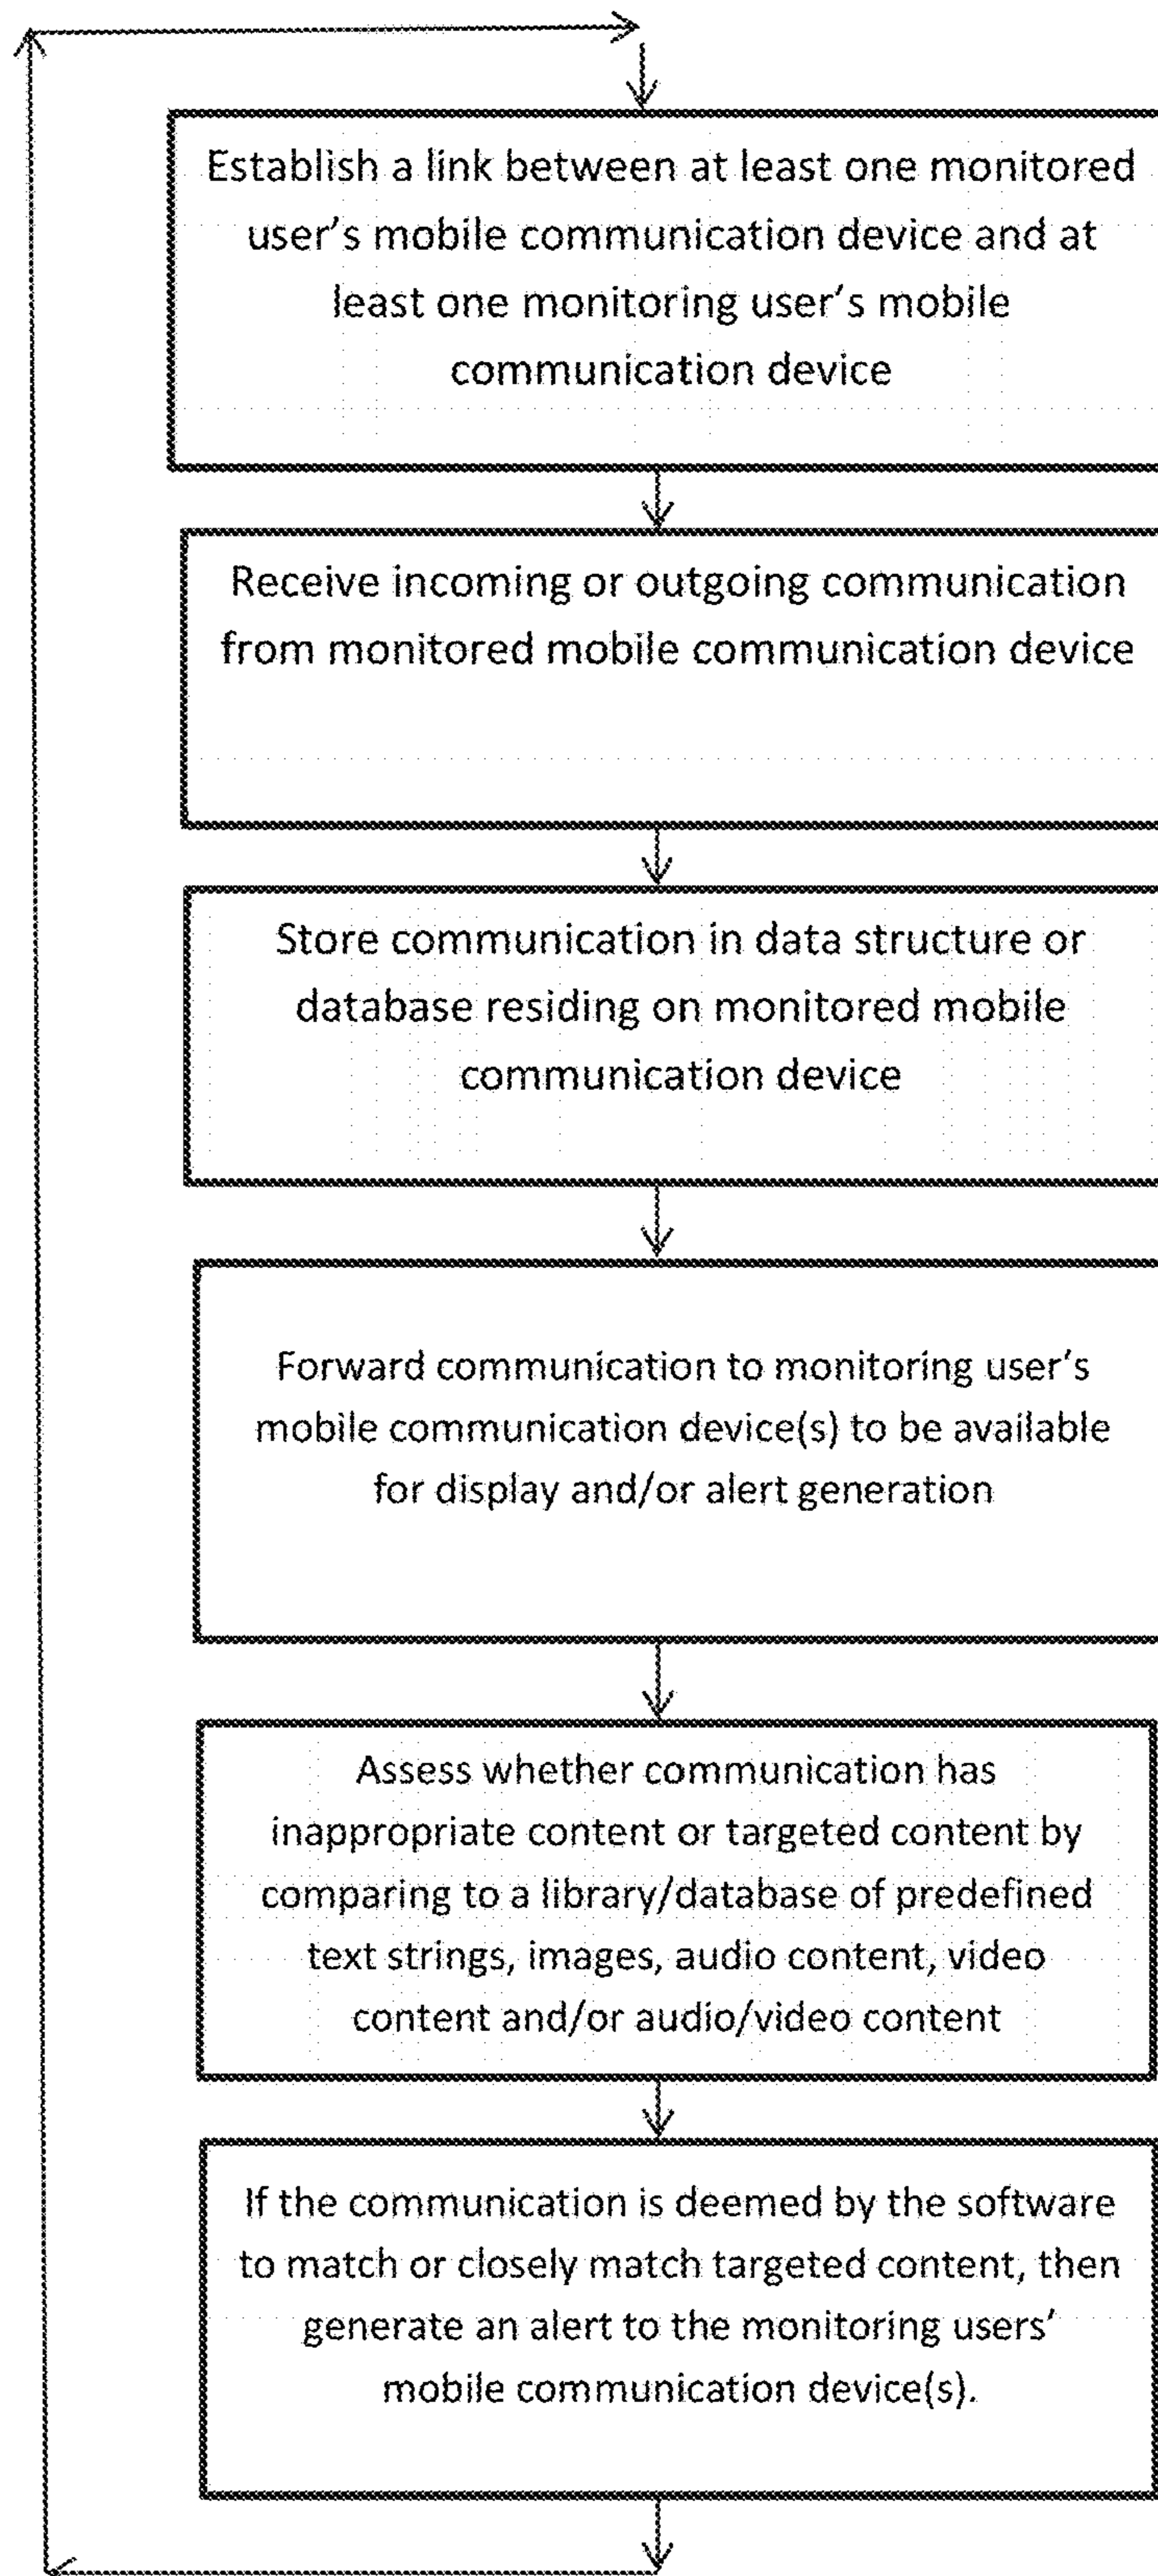 Establish a link between at least one monitored
user's mobile communication device and at
least one monitoring user's mobile
communication device
Receive incoming or outgoing communication
from monitored mobile communication device
Store communication in data structure or
database residing on monitored mobile
communication device
Forward communication to monitoring user's
mobile communication device(s) to be available
for display and/or alert generation
Assess whether communication has
inappropriate content or targeted content by
comparing to a library/database of predefined
text strings, images, audio content, video
content and/or audio/video content
If the communication is deemed by the software
to match or closely match targeted content, then
generate an alert to the monitoring users'
mobile communication device(s).